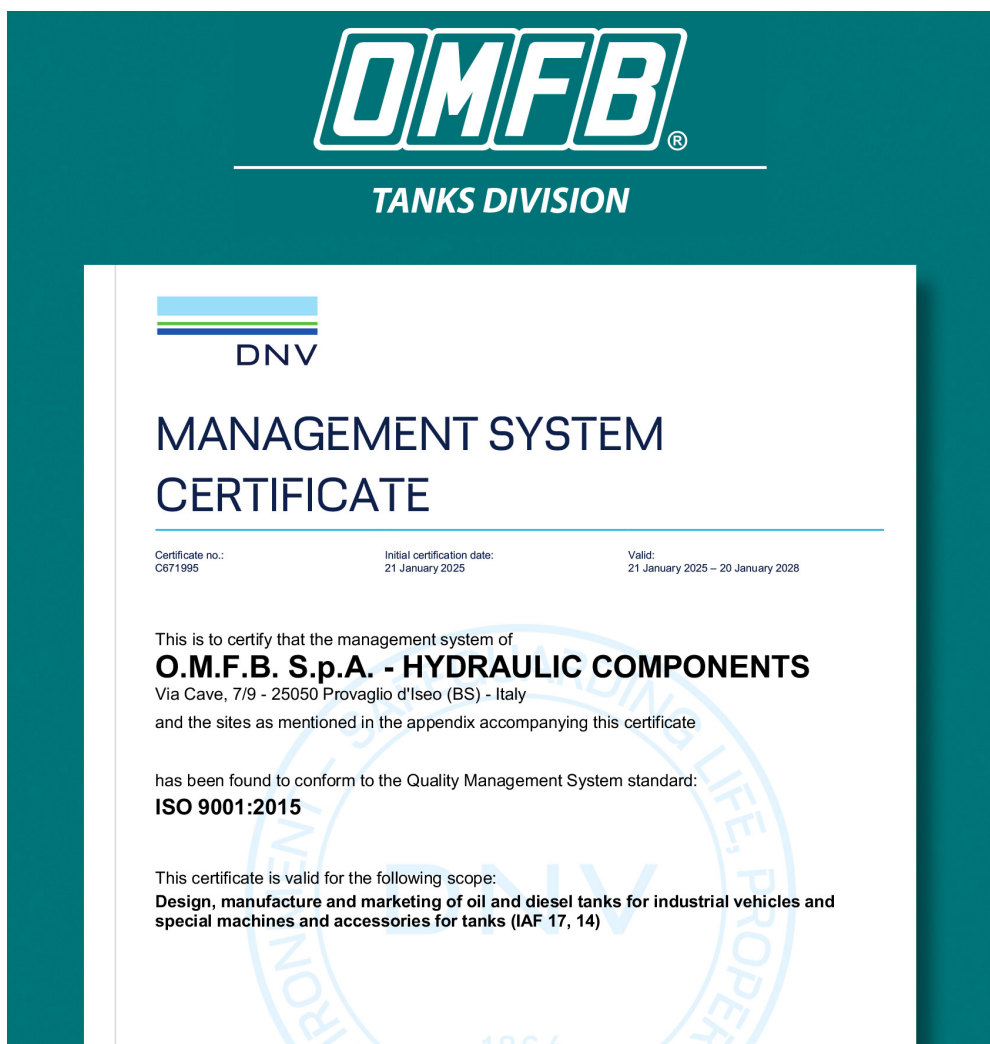 OMFB®
TANKS DIVISION
DNV
MANAGEMENT SYSTEM
CERTIFICATE
Certificate no.:
C671995
Initial certification date:
21 January 2025
Valid:
21 January 2025 – 20 January 2028
This is to certify that the management system of
O.M.F.B. S.p.A. - HYDRAULIC COMPONENTS
Via Cave, 7/9 - 25050 Provaglio d'Iseo (BS) - Italy
and the sites as mentioned in the appendix accompanying this certificate
has been found to conform to the Quality Management System standard:
ISO 9001:2015
This certificate is valid for the following scope:
Design, manufacture and marketing of oil and diesel tanks for industrial vehicles and
special machines and accessories for tanks (IAF 17, 14)
SAFEGUARDING LIFE,
DNV